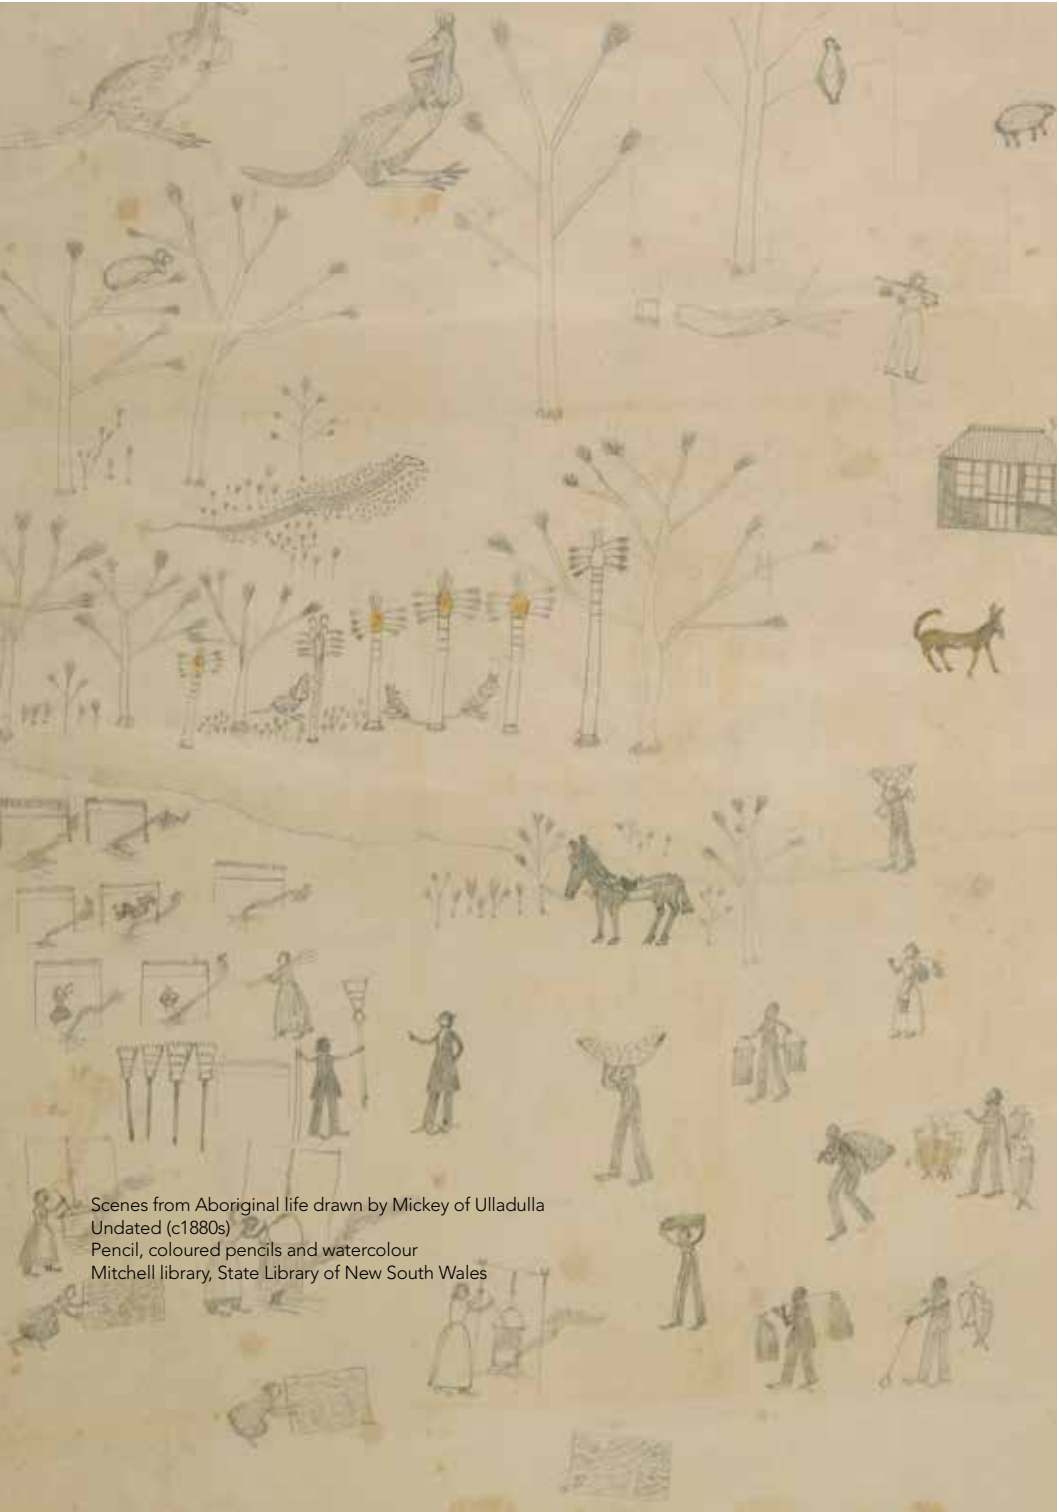 Scenes from Aboriginal life drawn by Mickey of Ulladulla
Undated (c1880s)
Pencil, coloured pencils and watercolour
Mitchell library, State Library of New South Wales